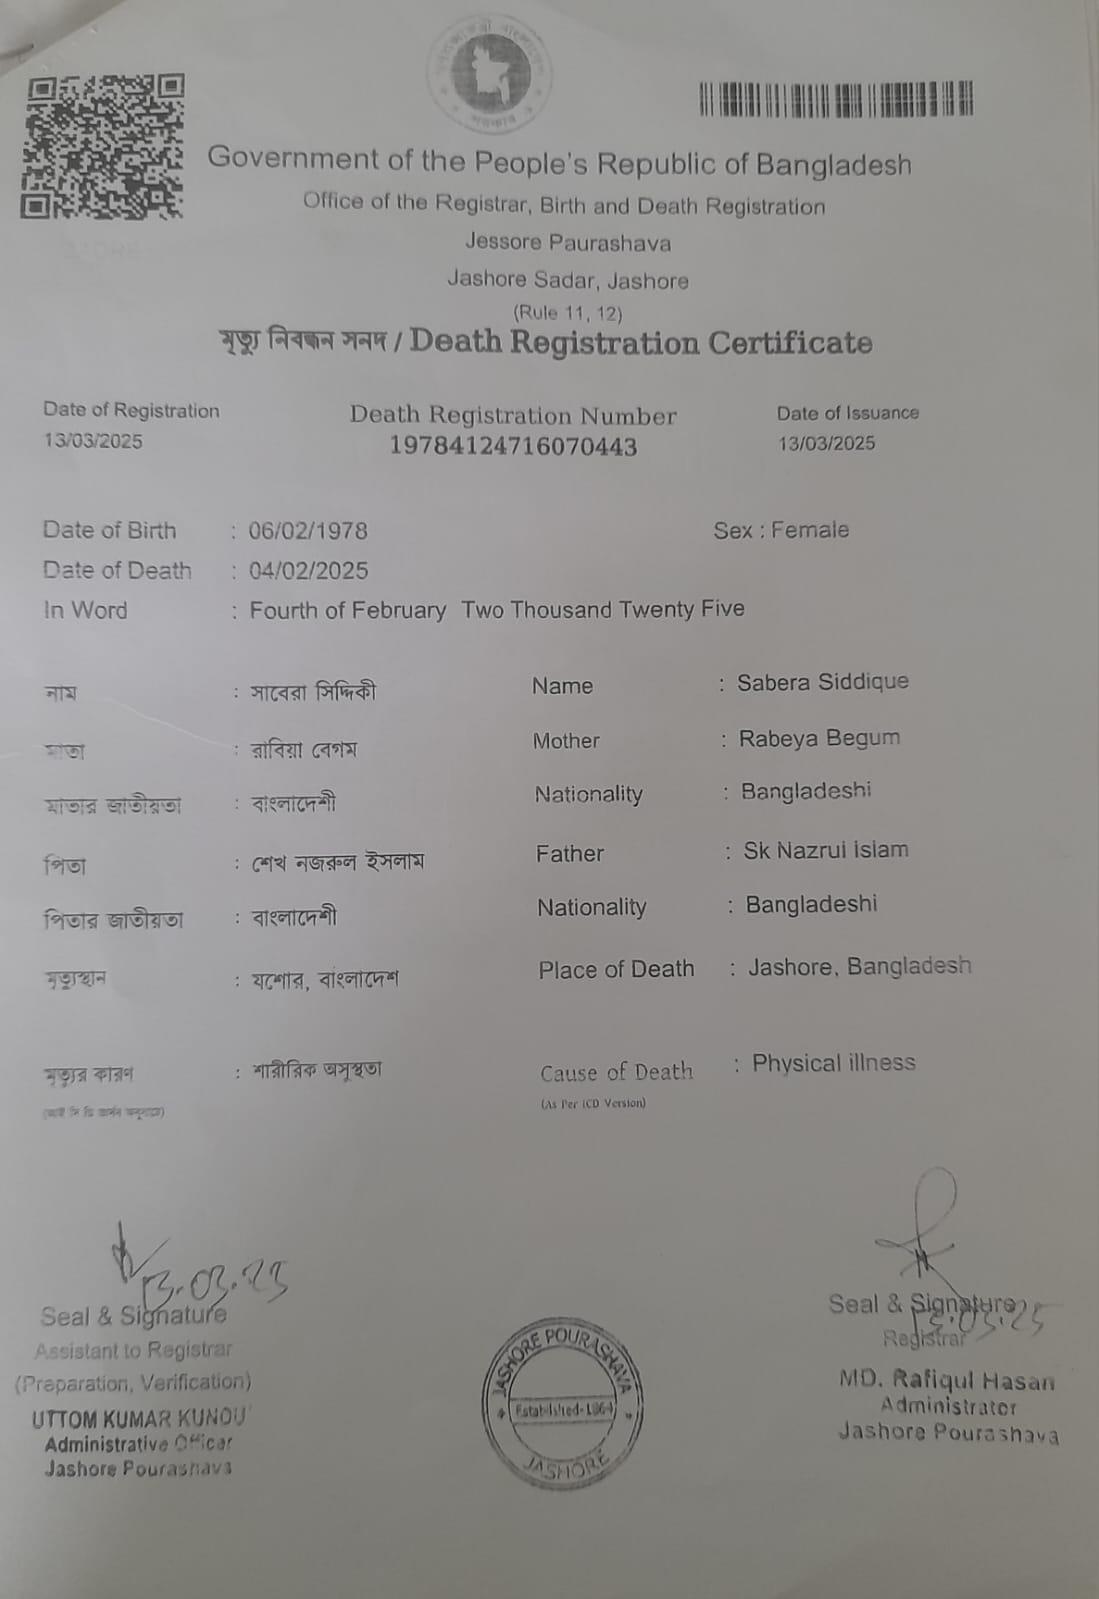 Government of the People's Republic of Bangladesh
Office of the Registrar, Birth and Death Registration
Jessore Paurashava
Jashore Sadar, Jashore
(Rule 11, 12)
মৃত্যু নিবন্ধন সনদ / Death Registration Certificate
Date of Registration Death Registration Number Date of Issuance
13/03/2025 19784124716070443 13/03/2025
Date of Birth : 06/02/1978 Sex : Female
Date of Death : 04/02/2025
In Word : Fourth of February Two Thousand Twenty Five
নাম : সাবেরা সিদ্দিকী Name : Sabera Siddique
মাতা : রাবিয়া বেগম Mother : Rabeya Begum
মাতার জাতীয়তা : বাংলাদেশী Nationality : Bangladeshi
পিতা : শেখ নজরুল ইসলাম Father : Sk Nazrul Islam
পিতার জাতীয়তা : বাংলাদেশী Nationality : Bangladeshi
মৃত্যুস্থান : যশোর, বাংলাদেশ Place of Death : Jashore, Bangladesh
মৃত্যুর কারণ : শারীরিক অসুস্থতা Cause of Death : Physical illness
(As Per ICD Version)
13.03.25
Seal & Signature
Assistant to Registrar
(Preparation, Verification)
UTTOM KUMAR KUNDU
Administrative Officer
Jashore Pourashava
JASHORE POURASHAVA
Established-1864
JASHORE
Seal & Signature
13.03.25
Registrar
MD. Rafiqul Hasan
Administrator
Jashore Pourashava